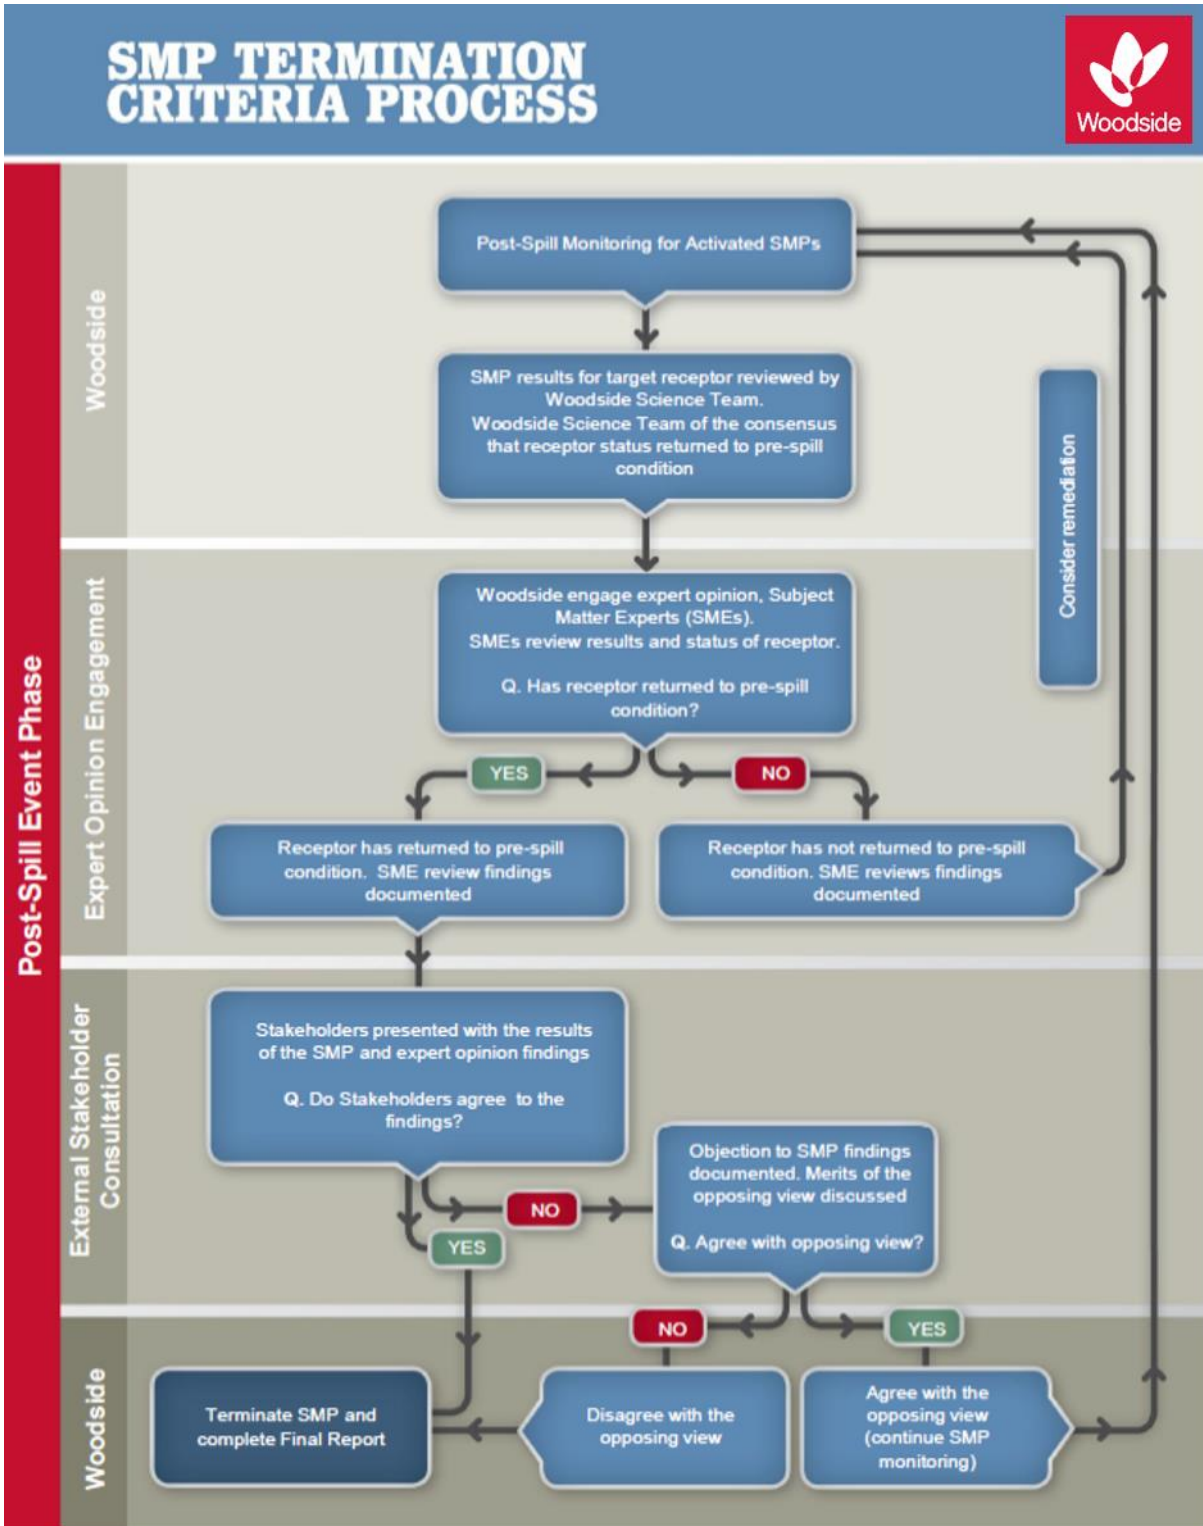 SMP TERMINATION
CRITERIA PROCESS
Woodside
Post-Spill Event Phase
Woodside
Post-Spill Monitoring for Activated SMPs
SMP results for target receptor reviewed by
Woodside Science Team.
Woodside Science Team of the consensus
that receptor status returned to pre-spill
condition
Consider remediation
Expert Opinion Engagement
Woodside engage expert opinion, Subject
Matter Experts (SMEs).
SMEs review results and status of receptor.
Q. Has receptor returned to pre-spill
condition?
YES
NO
Receptor has returned to pre-spill
condition. SME review findings
documented
Receptor has not returned to pre-spill
condition. SME reviews findings
documented
External Stakeholder
Consultation
Stakeholders presented with the results
of the SMP and expert opinion findings
Q. Do Stakeholders agree to the
findings?
NO
YES
Objection to SMP findings
documented. Merits of the
opposing view discussed
Q. Agree with opposing view?
NO
YES
Woodside
Terminate SMP and
complete Final Report
Disagree with the
opposing view
Agree with the
opposing view
(continue SMP
monitoring)